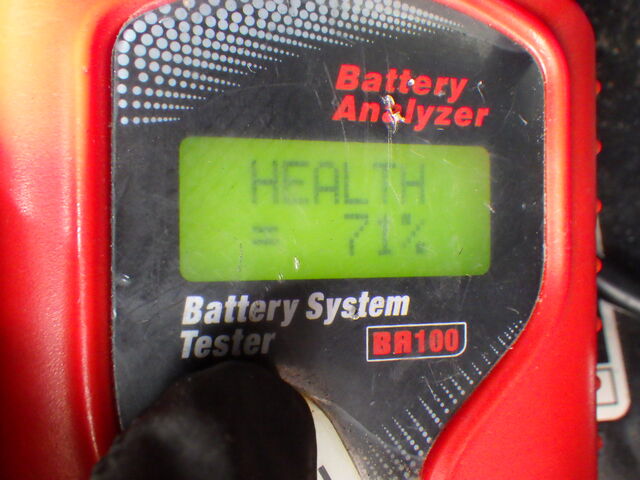 Battery
Analyzer
HEALTH
= 71%
Battery System
Tester
BA100